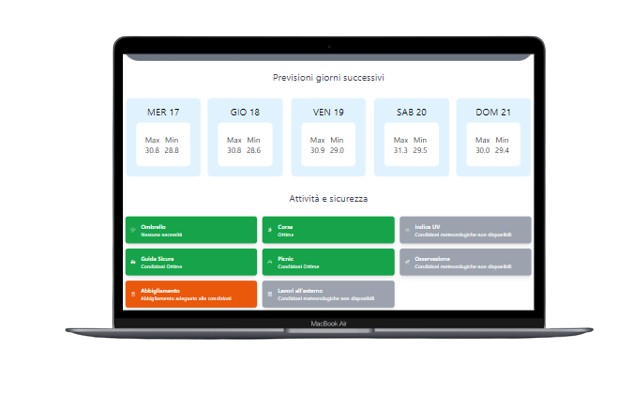 Previsioni giorni successivi
MER 17 GIO 18 VEN 19 SAB 20 DOM 21
Max Min Max Min Max Min Max Min Max Min
30.8 28.8 30.8 28.6 30.9 29.0 31.3 29.5 30.0 29.4
Attività e sicurezza
Ombrello Corsa Indice UV
Nessuna necessità Ottima Condizioni meteorologiche non disponibili
Guida Sicura Picnic Osservazione
Condizioni Ottime Condizioni Ottime Condizioni meteorologiche non disponibili
Abbigliamento Lavori all'esterno
Abbigliamento adeguato alle condizioni Condizioni meteorologiche non disponibili
MacBook Air